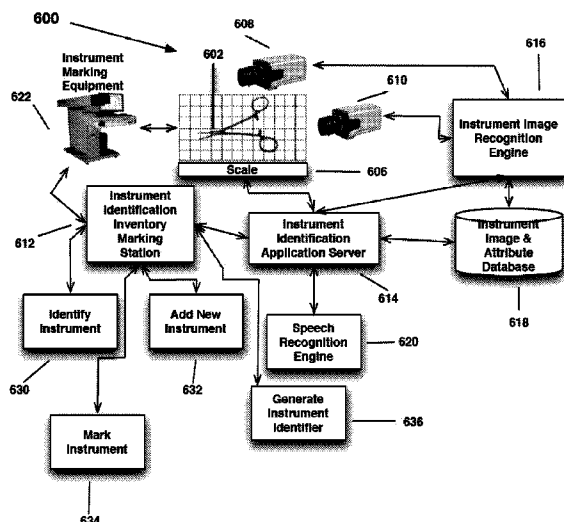 600
602
608
616
Instrument
Marking
Equipment
610
622
Instrument Image
Recognition
Engine
Scale
606
Instrument
Identification
Inventory
Marking
Station
612
Instrument
Identification
Application Server
614
Instrument
Image &
Attribute
Database
618
Identify
Instrument
630
Add New
Instrument
632
Speech
Recognition
Engine
620
Generate
Instrument
Identifier
636
Mark
Instrument
634